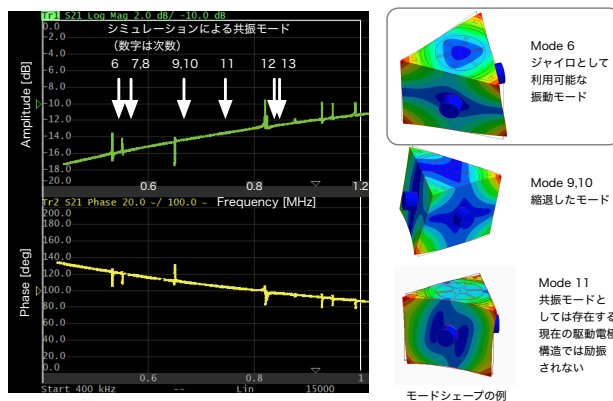 Tr1 S21 Log Mag 2.0 dB/ -10.0 dB
-0.0
シミュレーションによる共振モード
(数字は次数)
-2.0
-4.0
6 7,8 9,10 11 12 13
-6.0
-8.0
-10.0
-12.0
-14.0
-16.0
-18.0
-20.0
Amplitude [dB]
0.6 0.8 1.2
Tr2 S21 Phase 20.0 ~/ 100.0 ~
Frequency [MHz]
200.0
180.0
160.0
140.0
120.0
100.0
80.0
60.0
40.0
20.0
0.0
Phase [deg]
0.6 0.8 1.2
Start 400 kHz -- Lin 15000
Mode 6
ジャイロとして
利用可能な
振動モード
Mode 9,10
縮退したモード
Mode 11
共振モードと
しては存在する
現在の駆動電極
構造では励振
されない
モードシェープの例